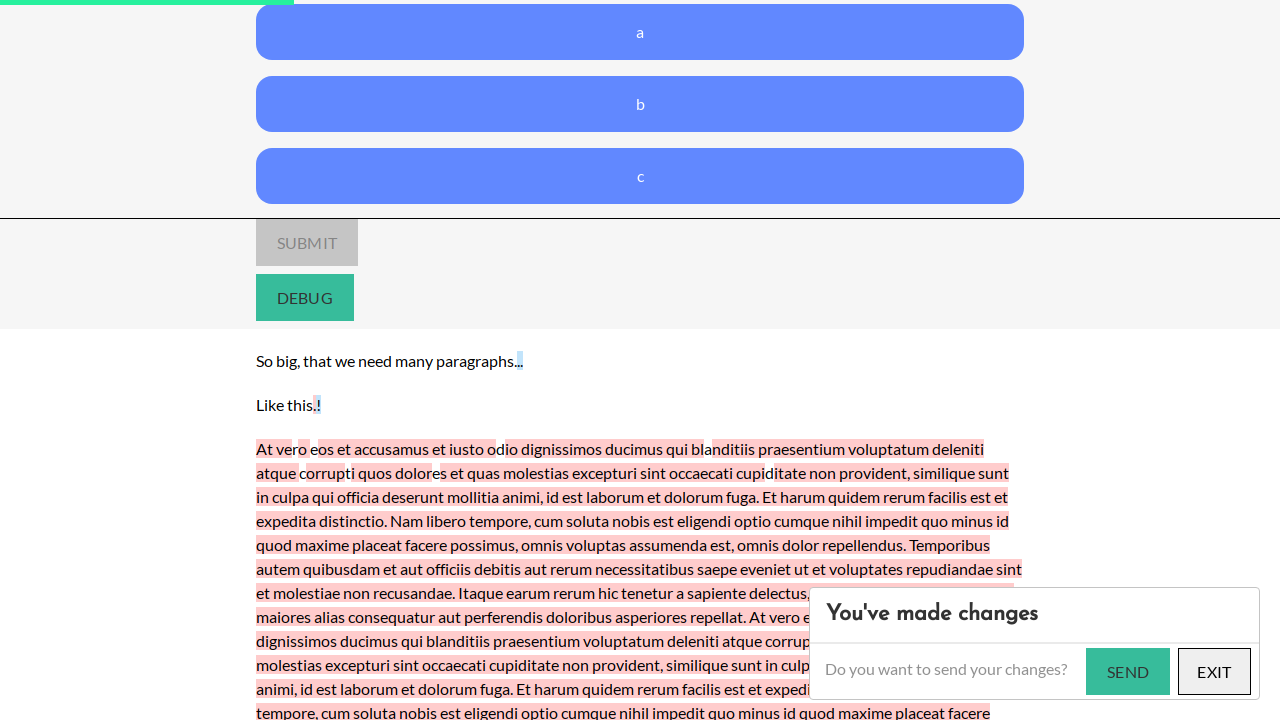 a
b
c
SUBMIT
DEBUG
So big, that we need many paragraphs...
Like this.!
At vero eos et accusamus et iusto odio dignissimos ducimus qui blanditiis praesentium voluptatum deleniti
atque corrupti quos dolores et quas molestias excepturi sint occaecati cupiditate non provident, similique sunt
in culpa qui officia deserunt mollitia animi, id est laborum et dolorum fuga. Et harum quidem rerum facilis est et
expedita distinctio. Nam libero tempore, cum soluta nobis est eligendi optio cumque nihil impedit quo minus id
quod maxime placeat facere possimus, omnis voluptas assumenda est, omnis dolor repellendus. Temporibus
autem quibusdam et aut officiis debitis aut rerum necessitatibus saepe eveniet ut et voluptates repudiandae sint
et molestiae non recusandae. Itaque earum rerum hic tenetur a sapiente delectus,
maiores alias consequatur aut perferendis doloribus asperiores repellat. At vero e
dignissimos ducimus qui blanditiis praesentium voluptatum deleniti atque corrup
molestias excepturi sint occaecati cupiditate non provident, similique sunt in culp
animi, id est laborum et dolorum fuga. Et harum quidem rerum facilis est et expedi
tempore, cum soluta nobis est eligendi optio cumque nihil impedit quo minus id quod maxime placeat facere
You've made changes
Do you want to send your changes?
SEND
EXIT